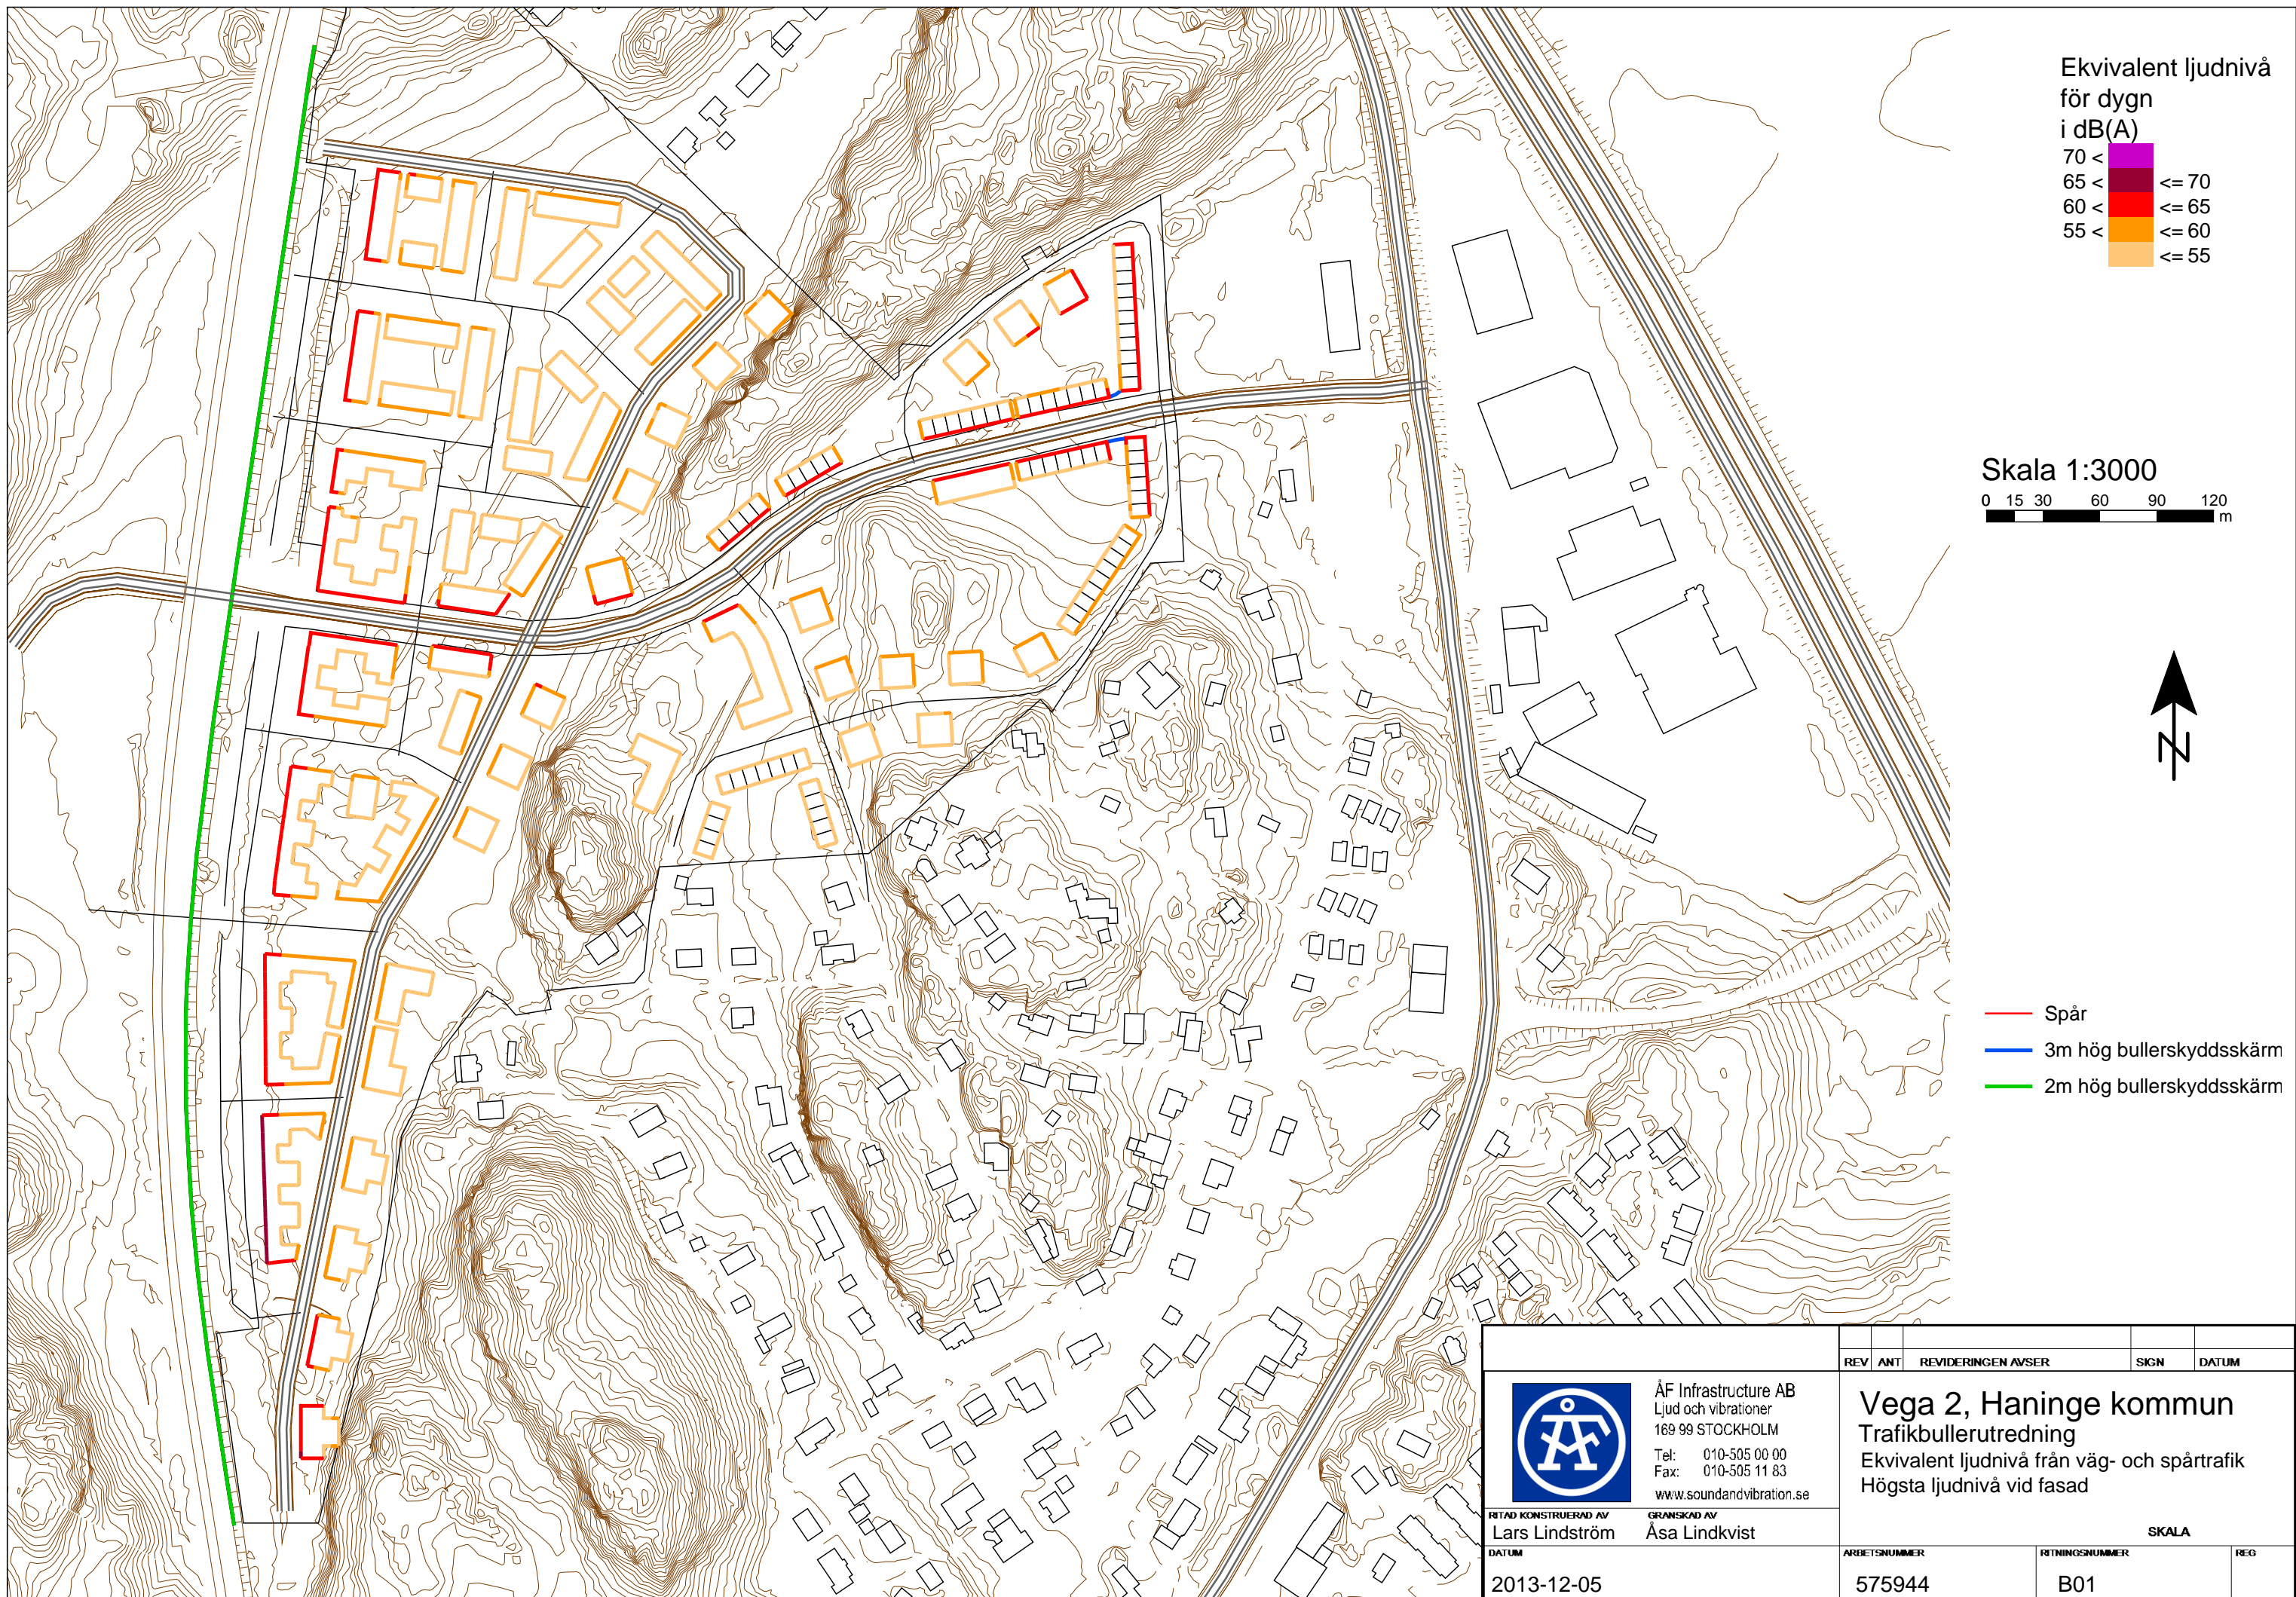 Ekvivalent ljudnivå
för dygn
i dB(A)
70 <
65 < <= 70
60 < <= 65
55 < <= 60
<= 55
Skala 1:3000
0 15 30 60 90 120
m
N
Spår
3m hög bullerskyddsskärm
2m hög bullerskyddsskärm
REV ANT REVIDERINGEN AVSER SIGN DATUM
ÅF
ÅF Infrastructure AB
Ljud och vibrationer
169 99 STOCKHOLM
Tel: 010-505 00 00
Fax: 010-505 11 83
www.soundandvibration.se
Vega 2, Haninge kommun
Trafikbullerutredning
Ekvivalent ljudnivå från väg- och spårtrafik
Högsta ljudnivå vid fasad
RITAD KONSTRUERAD AV GRANSKAD AV
Lars Lindström Åsa Lindkvist
SKALA
DATUM ARBETSNUMMER RITNINGSNUMMER REG
2013-12-05 575944 B01